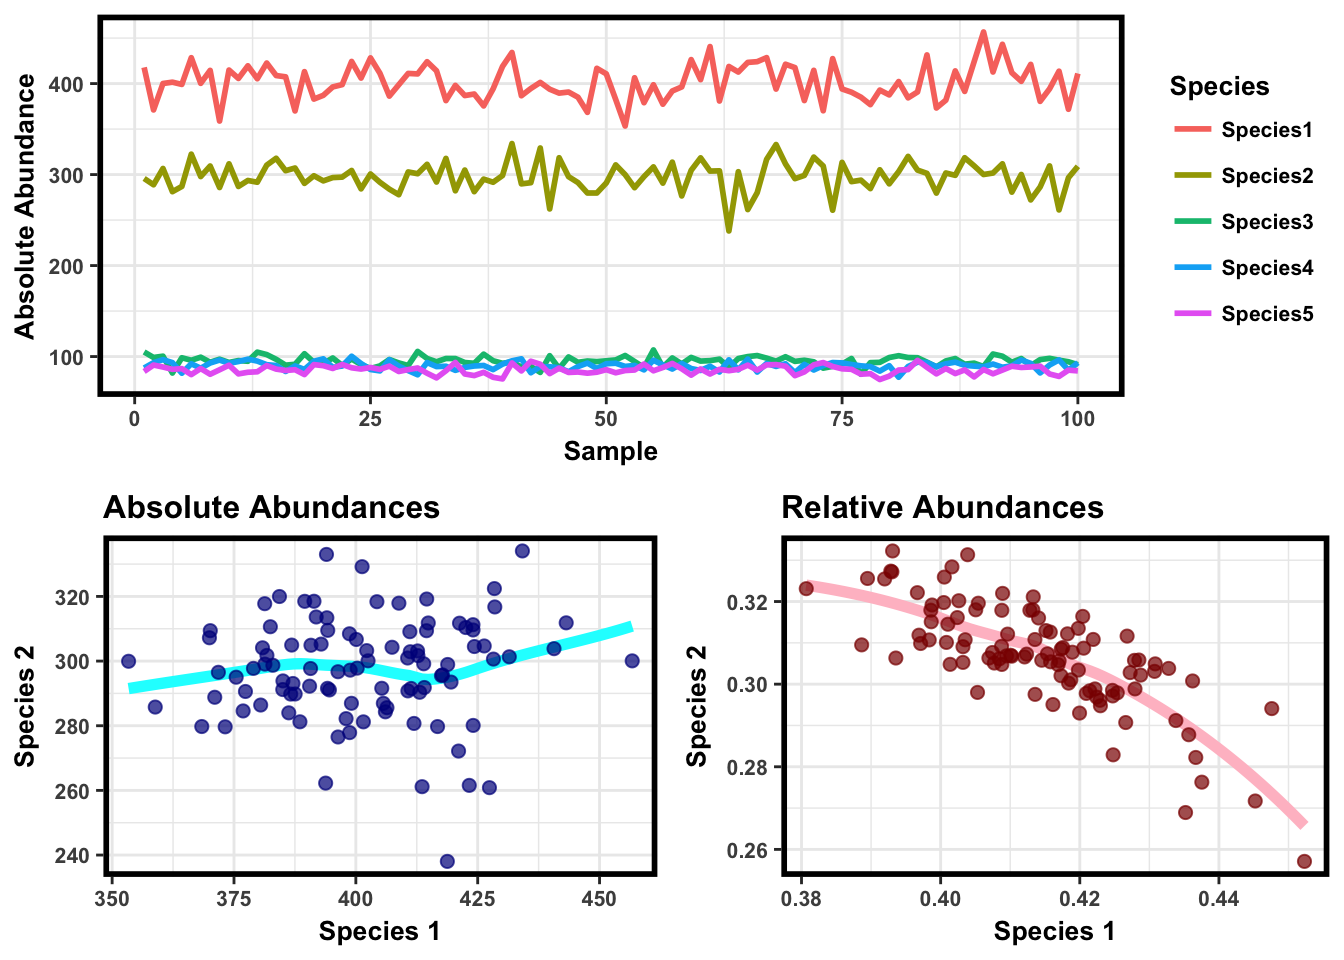 Absolute Abundance
400
300
200
100
0 25 50 75 100
Sample
Species
Species1
Species2
Species3
Species4
Species5
Absolute Abundances
Species 2
320
300
280
260
240
350 375 400 425 450
Species 1
Relative Abundances
Species 2
0.32
0.30
0.28
0.26
0.38 0.40 0.42 0.44
Species 1